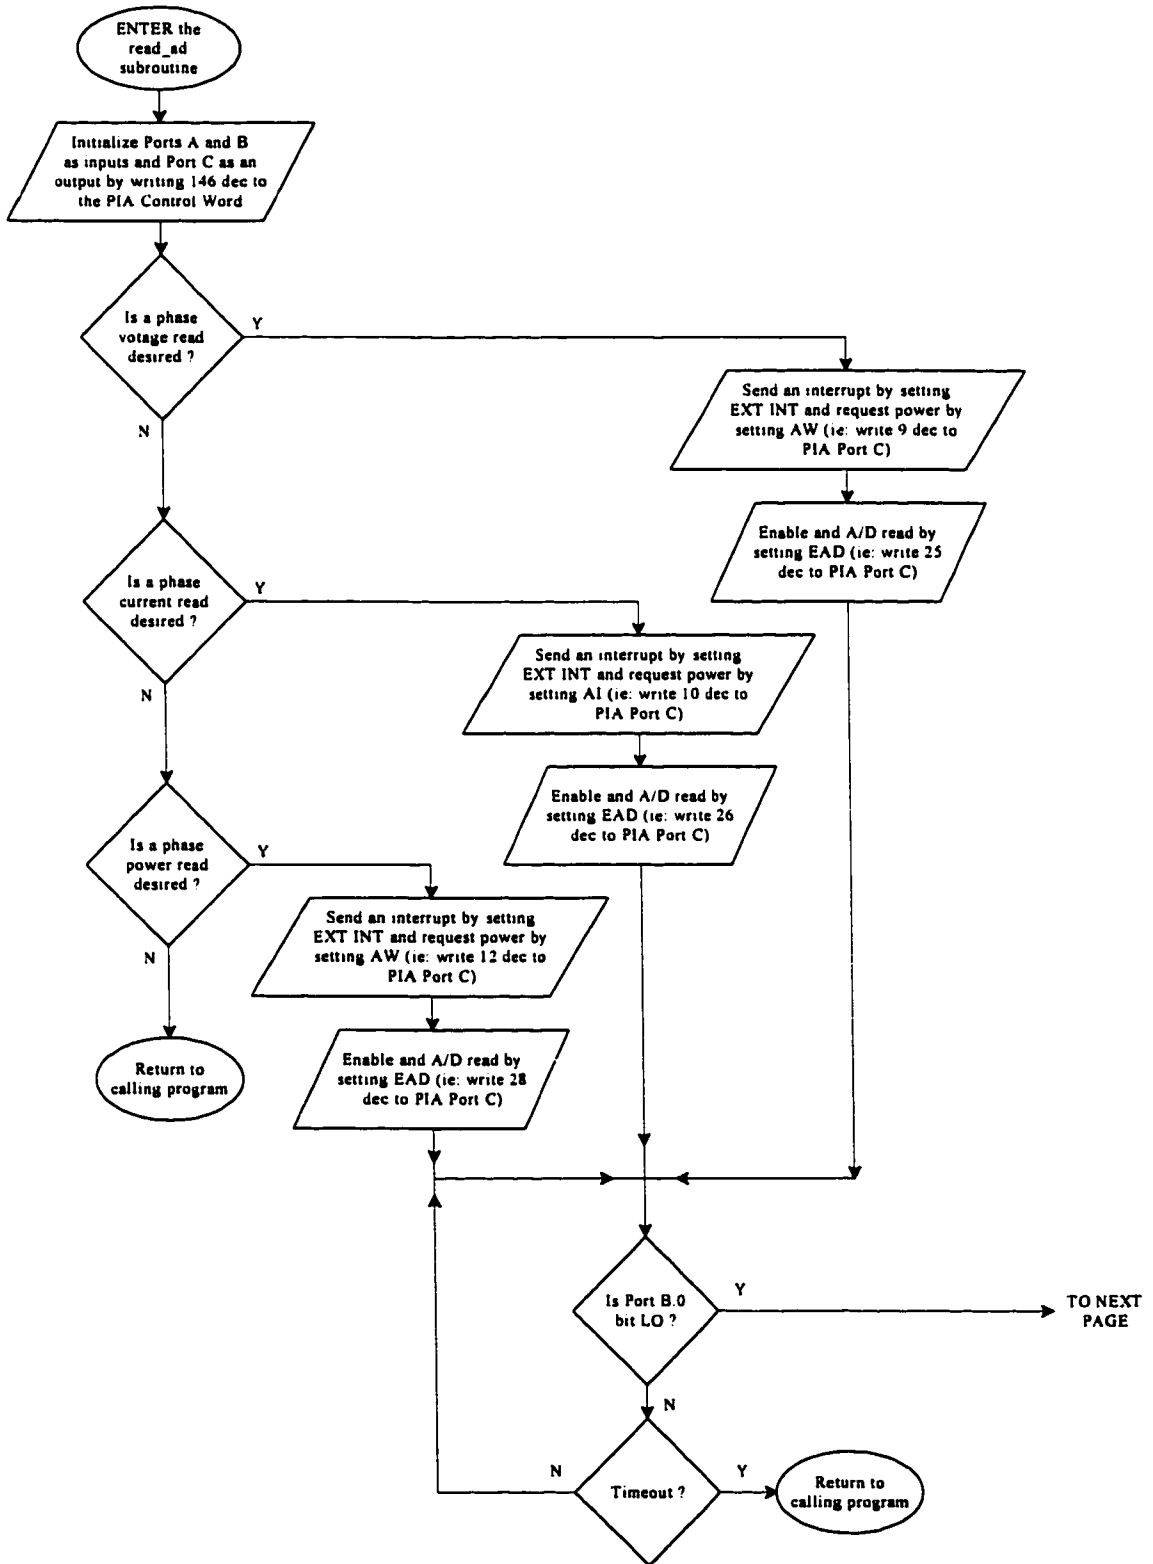 ENTER the
read_ad
subroutine
Initialize Ports A and B
as inputs and Port C as an
output by writing 146 dec to
the PIA Control Word
Is a phase
votage read
desired ?
Y
N
Send an interrupt by setting
EXT INT and request power by
setting AW (ie: write 9 dec to
PIA Port C)
Enable and A/D read by
setting EAD (ie: write 25
dec to PIA Port C)
Is a phase
current read
desired ?
Y
N
Send an interrupt by setting
EXT INT and request power by
setting AI (ie: write 10 dec to
PIA Port C)
Enable and A/D read by
setting EAD (ie: write 26
dec to PIA Port C)
Is a phase
power read
desired ?
Y
N
Send an interrupt by setting
EXT INT and request power by
setting AW (ie: write 12 dec to
PIA Port C)
Enable and A/D read by
setting EAD (ie: write 28
dec to PIA Port C)
Return to
calling program
Is Port B.0
bit LO ?
Y
TO NEXT
PAGE
N
Timeout ?
N
Y
Return to
calling program